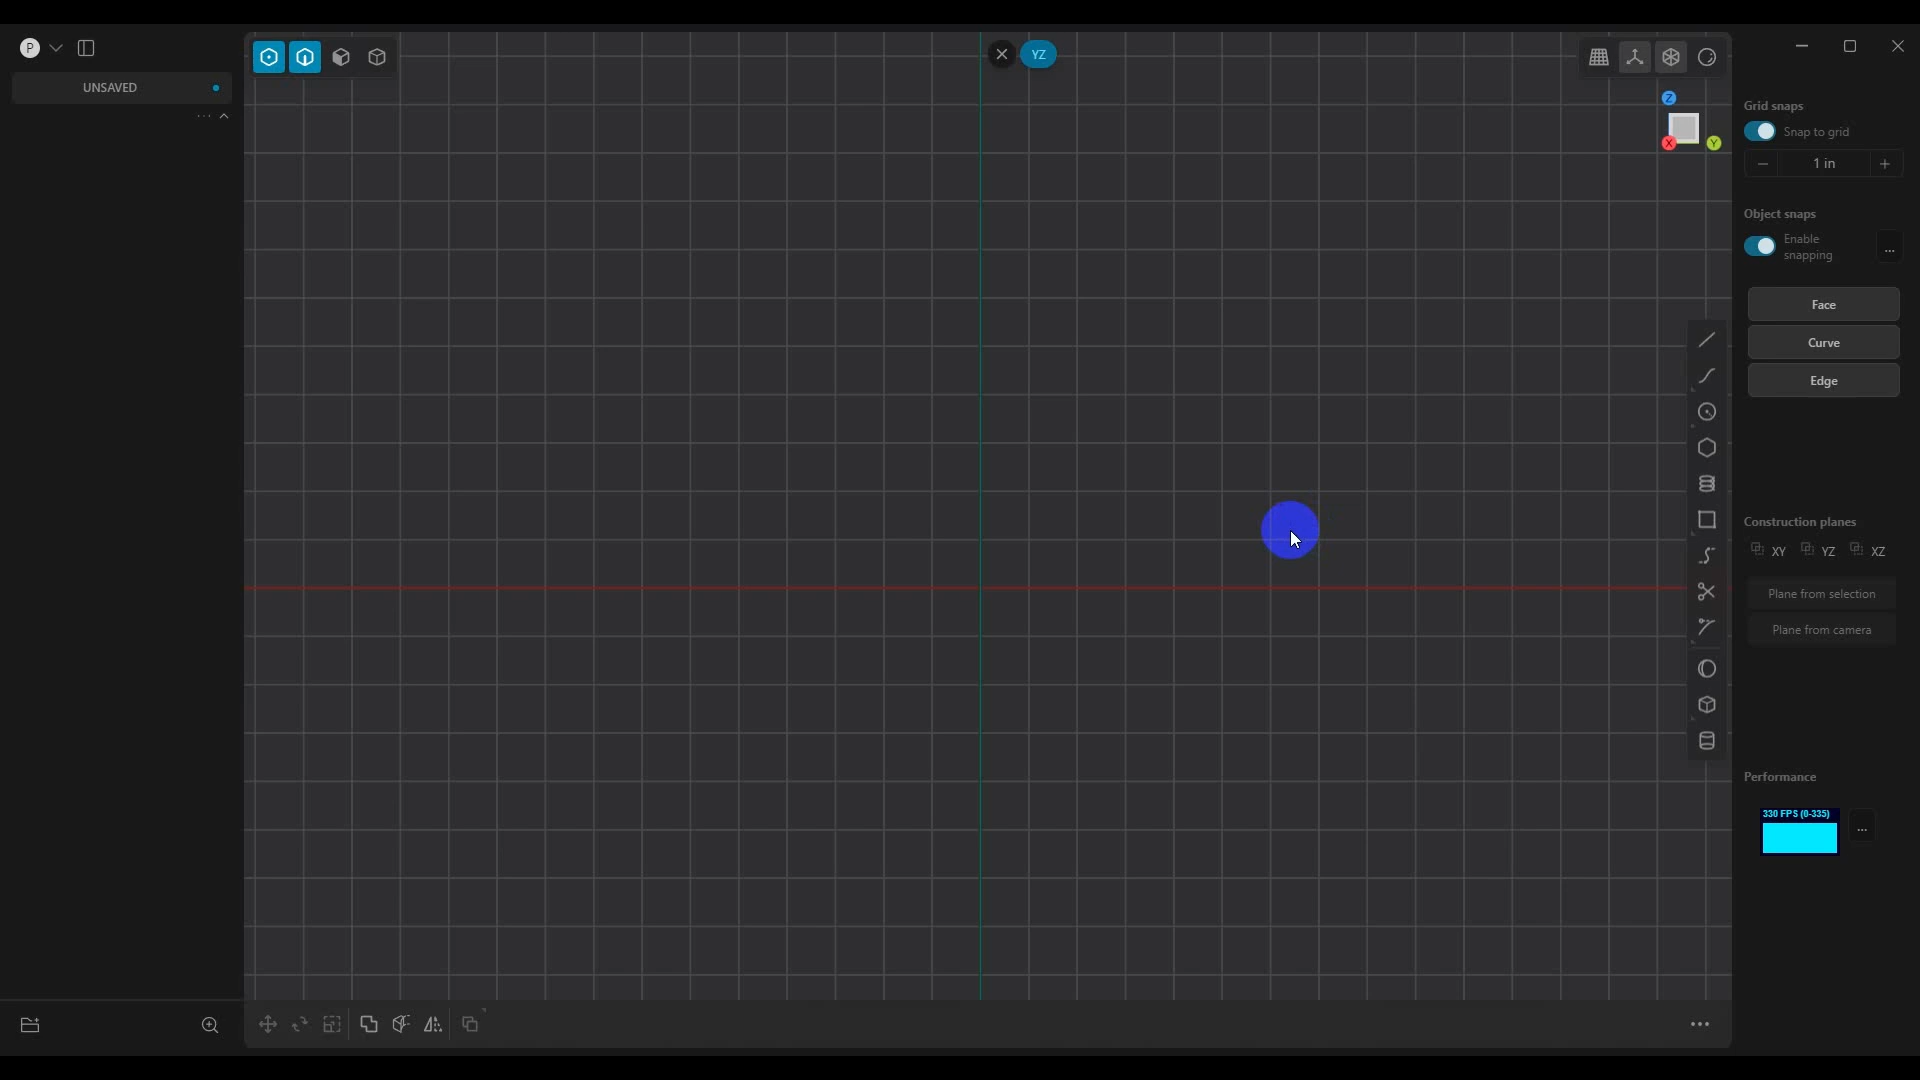 P
UNSAVED
...
YZ
Z
X
Y
Grid snaps
Snap to grid
1 in
Object snaps
Enable
snapping
...
Face
Curve
Edge
Construction planes
XY YZ XZ
Plane from selection
Plane from camera
Performance
330 FPS (0-335)
...